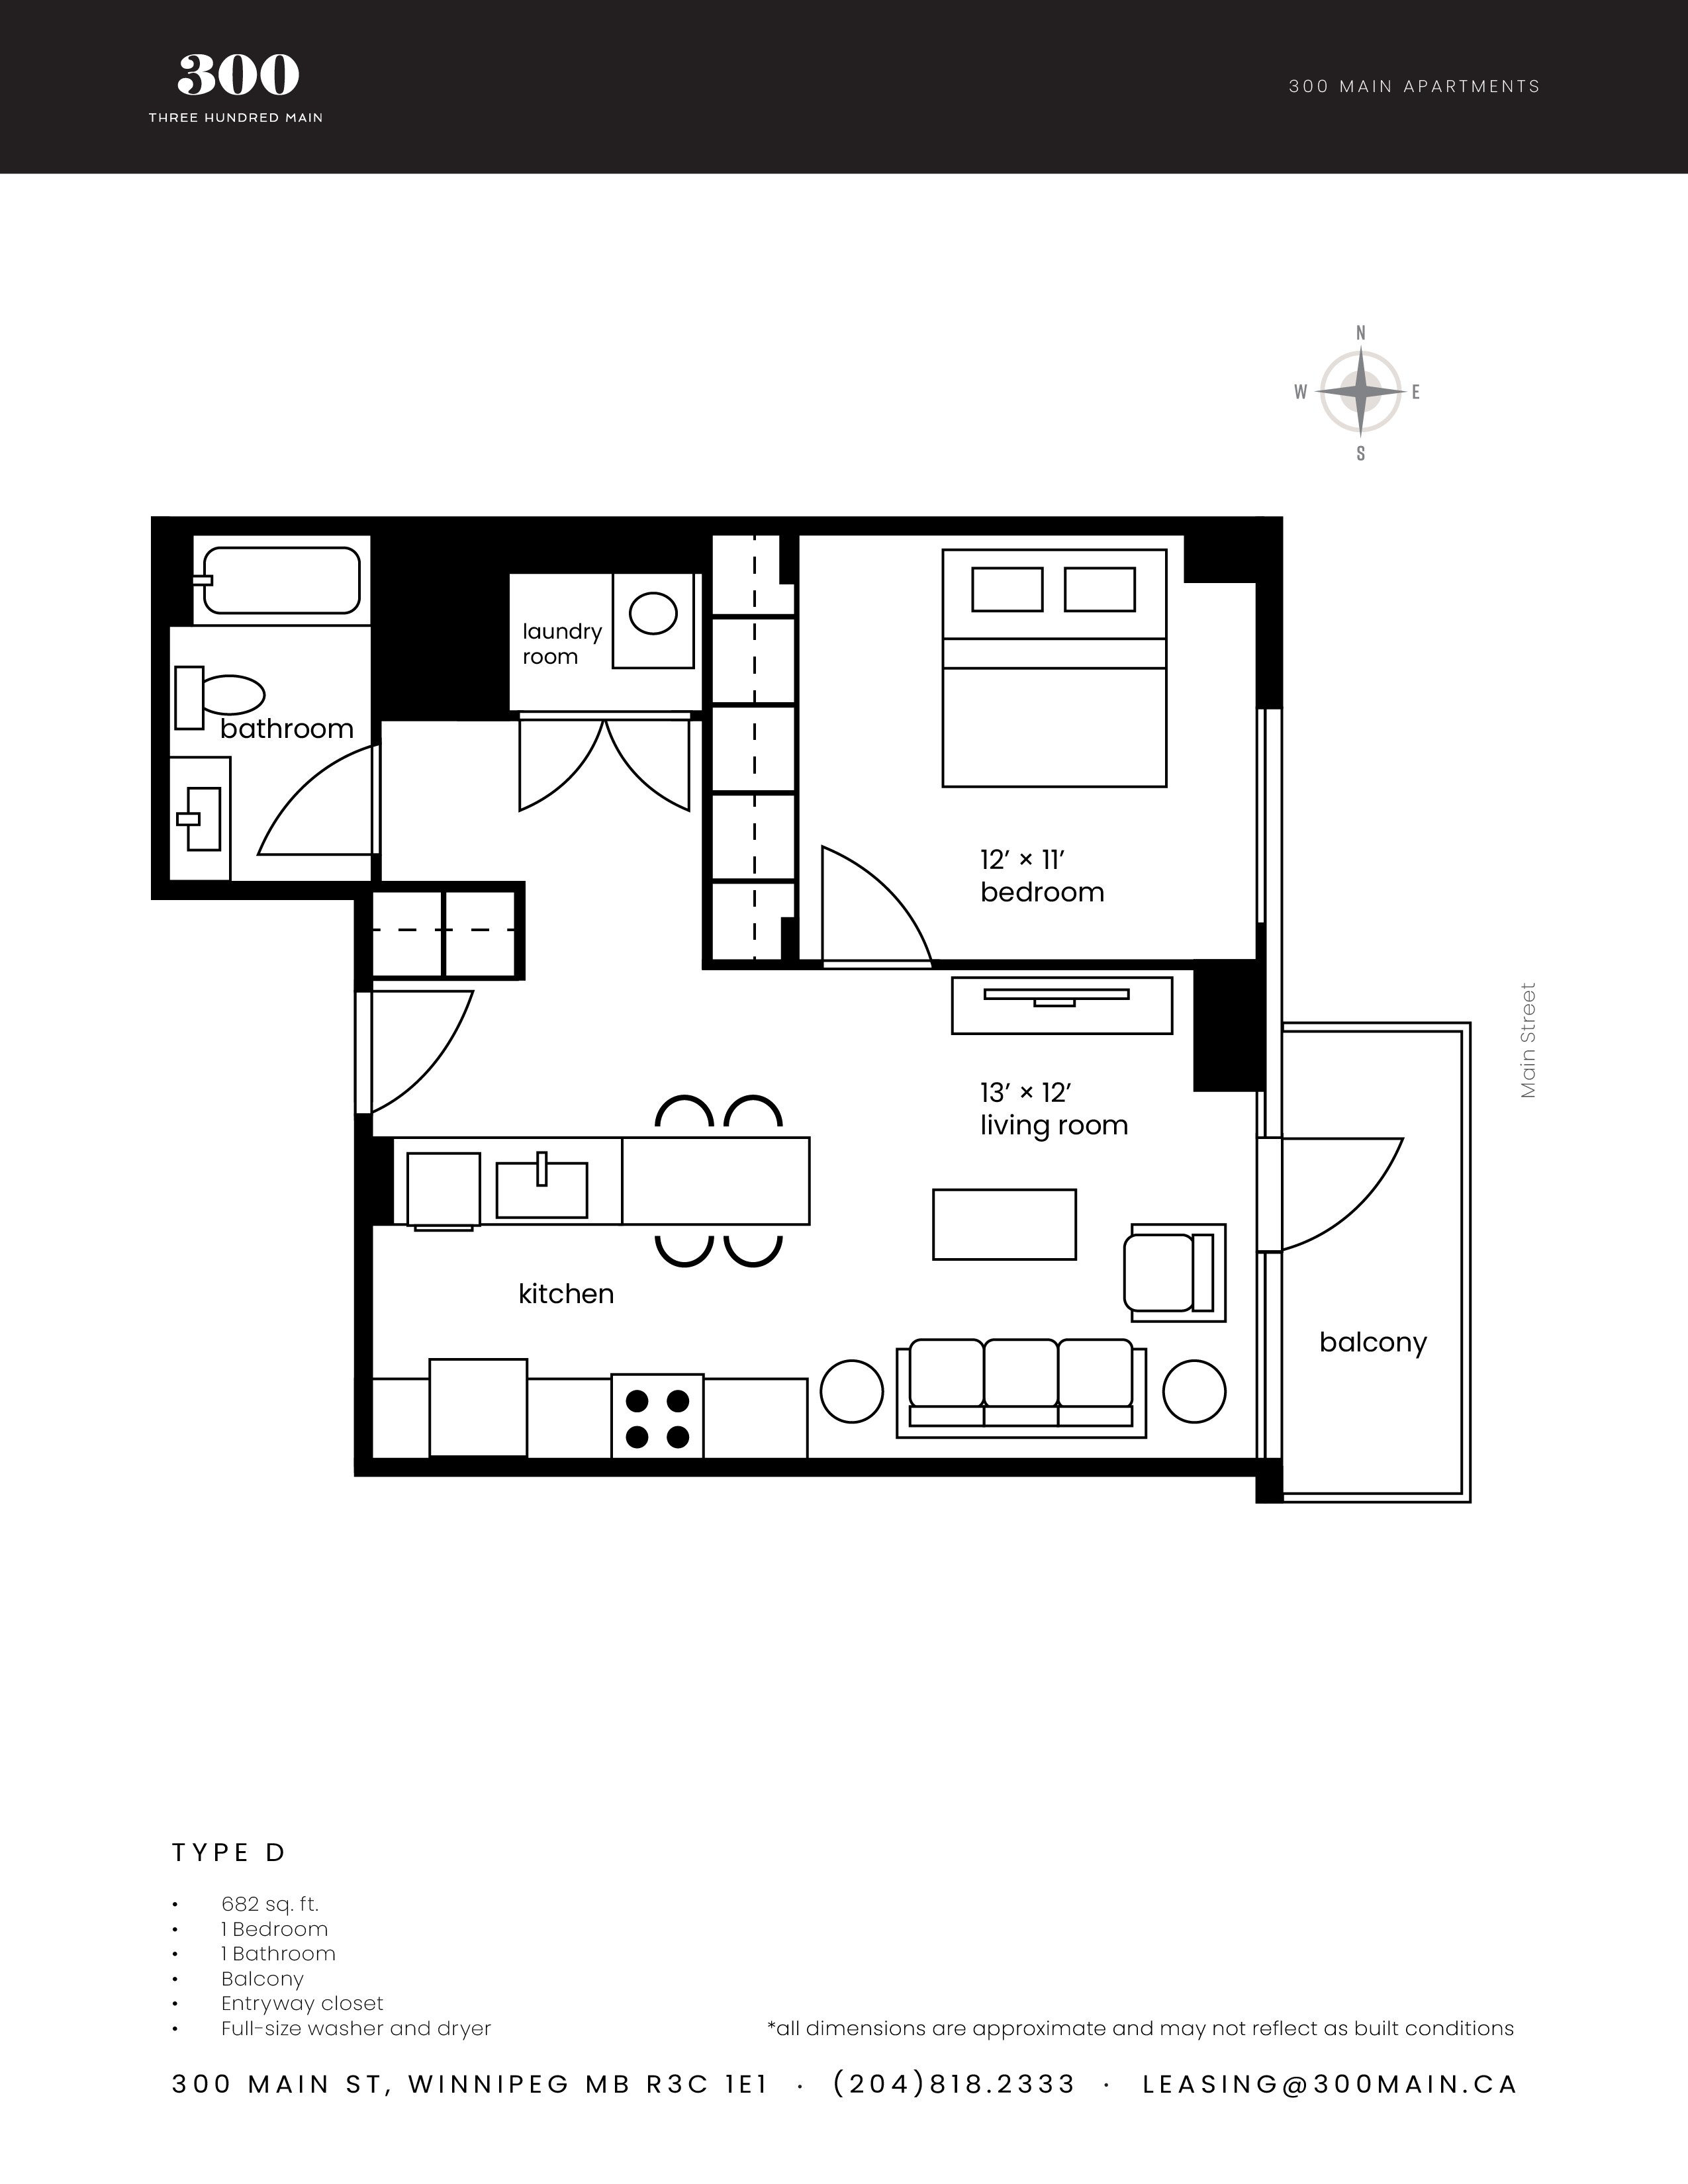 300
THREE HUNDRED MAIN
300 MAIN APARTMENTS
N
W
E
S
laundry
room
bathroom
12’ × 11’
bedroom
Main Street
13’ × 12’
living room
kitchen
balcony
TYPE D
• 682 sq. ft.
• 1 Bedroom
• 1 Bathroom
• Balcony
• Entryway closet
• Full-size washer and dryer
*all dimensions are approximate and may not reflect as built conditions
300 MAIN ST, WINNIPEG MB R3C 1E1 · (204)818.2333 · LEASING@300MAIN.CA